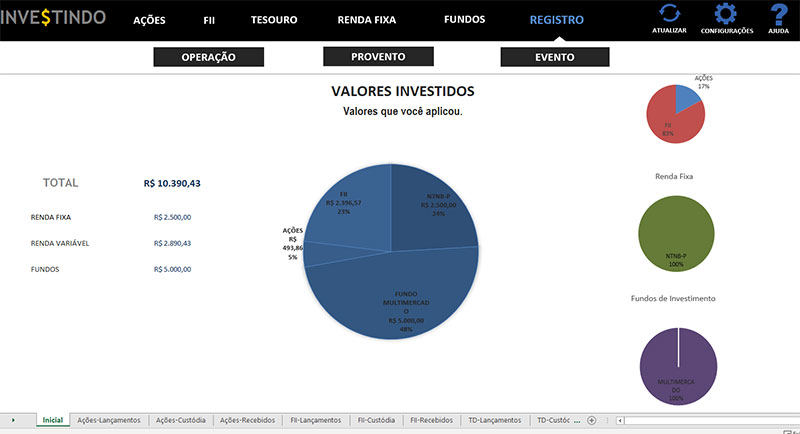 INVE$TINDO
AÇÕES
FII
TESOURO
RENDA FIXA
FUNDOS
REGISTRO
ATUALIZAR
CONFIGURAÇÕES
AJUDA
OPERAÇÃO
PROVENTO
EVENTO
VALORES INVESTIDOS
Valores que você aplicou.
TOTAL
R$ 10.390,43
RENDA FIXA
R$ 2.500,00
RENDA VARIÁVEL
R$ 2.890,43
FUNDOS
R$ 5.000,00
FII
R$ 2.396,57
23%
NTNB-P
R$ 2.500,00
24%
AÇÕES
R$
493,86
5%
FUNDO
MULTIMERCAD
O
R$ 5.000,00
48%
AÇÕES
17%
FII
83%
Renda Fixa
NTNB-P
100%
Fundos de Investimento
MULTIMERCA
DO
100%
Inicial
Ações-Lançamentos
Ações-Custódia
Ações-Recebidos
FII-Lançamentos
FII-Custódia
FII-Recebidos
TD-Lançamentos
TD-Custóc ...